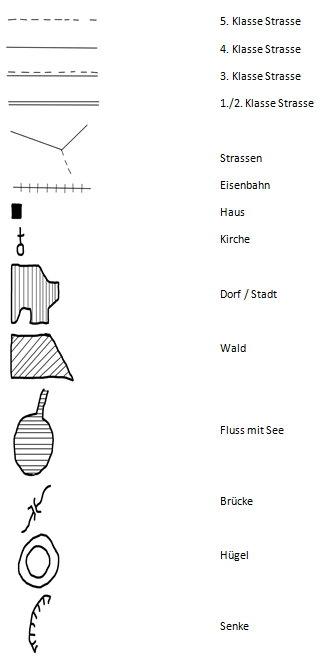 5. Klasse Strasse
4. Klasse Strasse
3. Klasse Strasse
1./2. Klasse Strasse
Strassen
Eisenbahn
Haus
Kirche
Dorf / Stadt
Wald
Fluss mit See
Brücke
Hügel
Senke